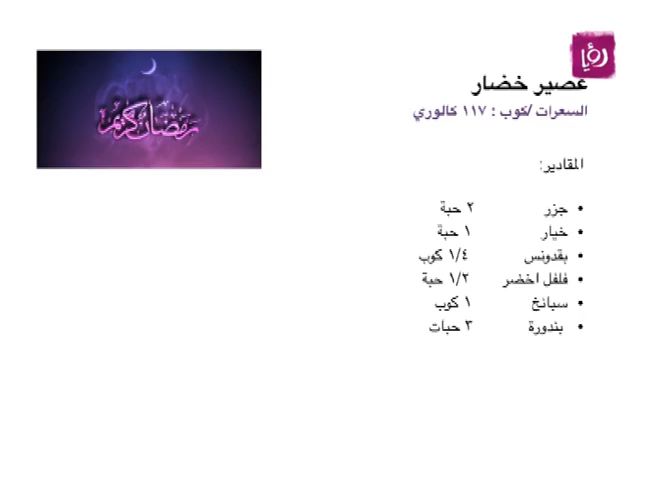 رؤيا
عصير خضار
السعرات /كوب : ١١٧ كالوري
رمضان كريم
المقادير:
• جزر ٢ حبة
• خيار ١ حبة
• بقدونس ١/٤ كوب
• فلفل اخضر ١/٢ حبة
• سبانخ ١ كوب
• بندورة ٣ حبات